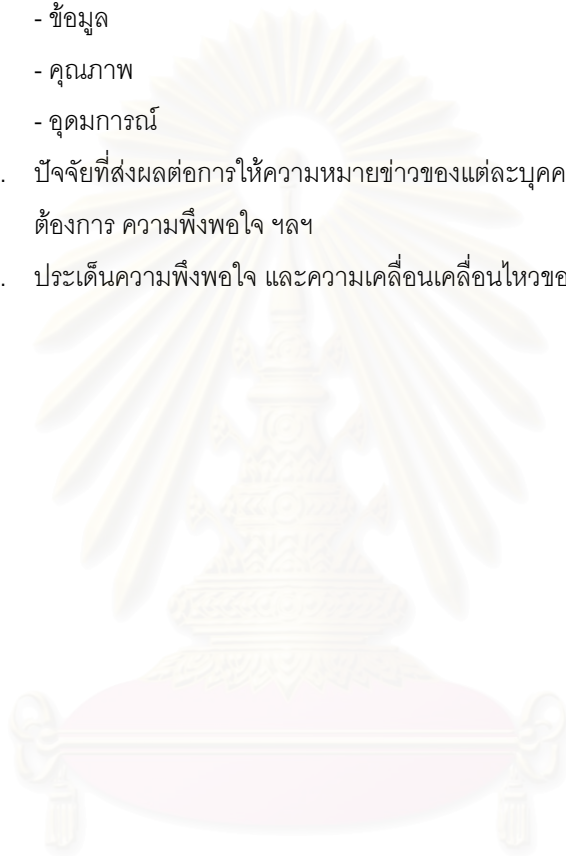 - ข้อมูล
- คุณภาพ
- อุดมการณ์
. ปัจจัยที่ส่งผลต่อการให้ความหมายข่าวของแต่ละบุคค
ต้องการ ความพึงพอใจ ฯลฯ
. ประเด็นความพึงพอใจ และความเคลื่อนเคลื่อนไหวขอ